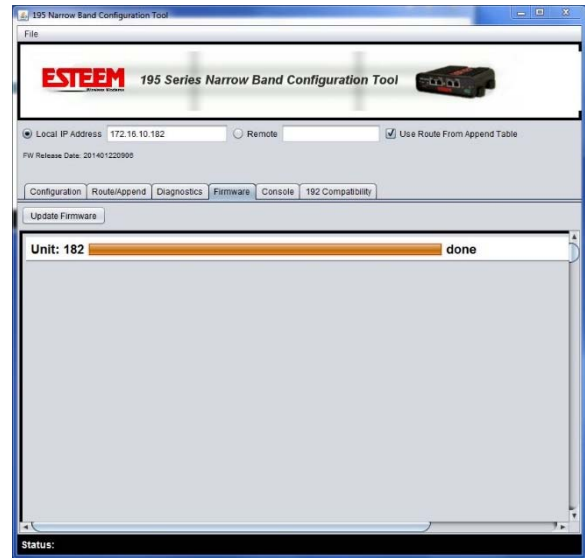 195 Narrow Band Configuration Tool
File
ESTEEM
Wireless Modems
195 Series Narrow Band Configuration Tool
Local IP Address 172.16.10.182 Remote Use Route From Append Table
FW Release Date: 201401220906
Configuration Route/Append Diagnostics Firmware Console 192 Compatibility
Update Firmware
Unit: 182 done
Status: